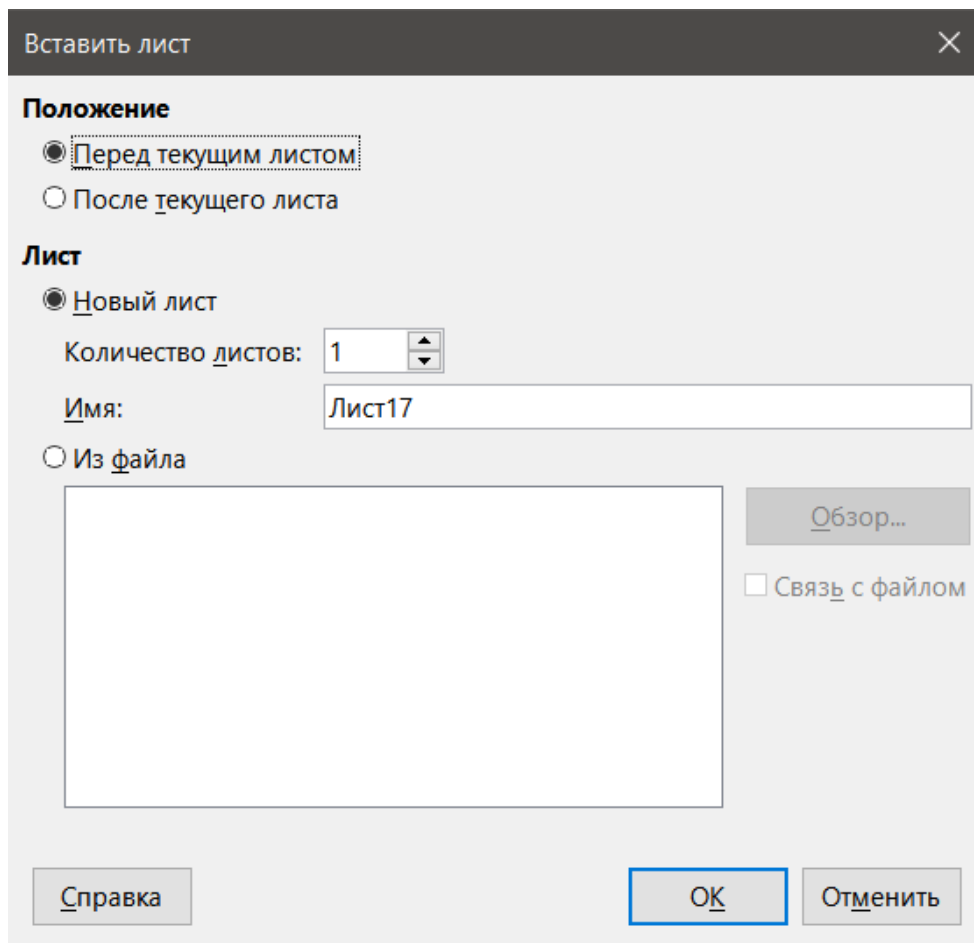 Вставить лист
Положение
Перед текущим листом
После текущего листа
Лист
Новый лист
Количество листов: 1
Имя: Лист17
Из файла
Обзор...
Связь с файлом
Справка
ОК
Отменить